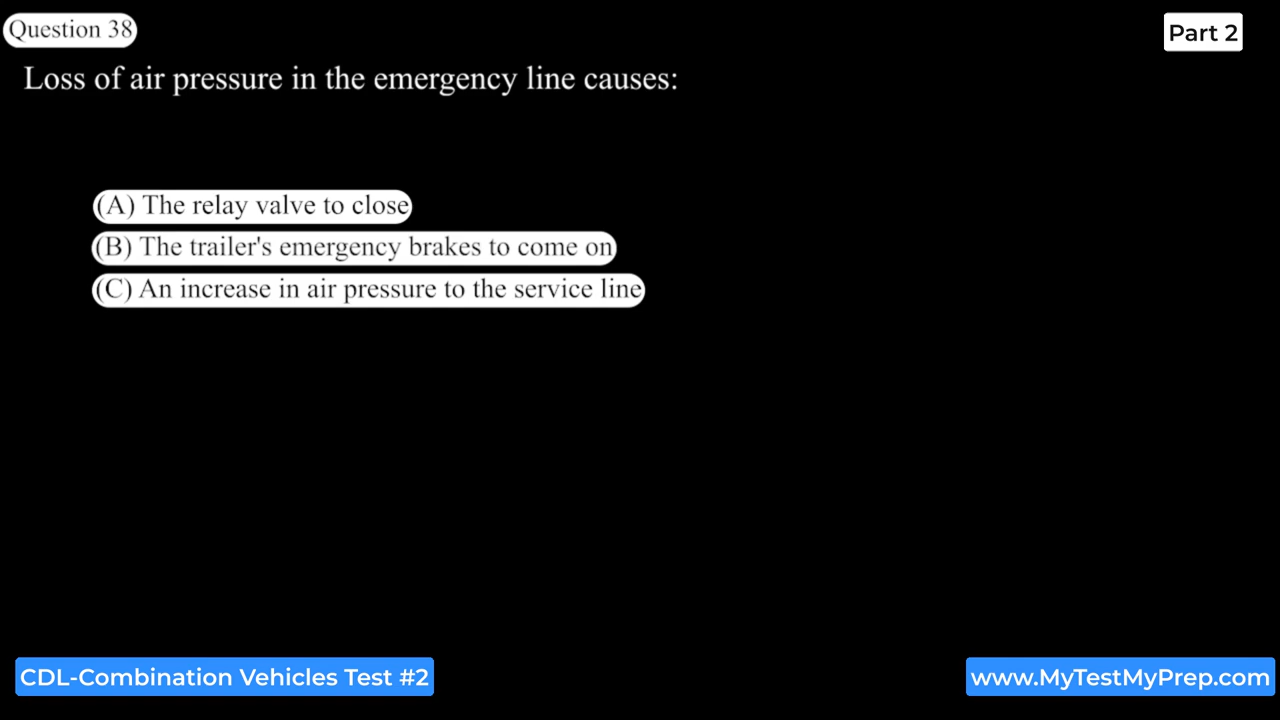 Question 38
Part 2
Loss of air pressure in the emergency line causes:
(A) The relay valve to close
(B) The trailer's emergency brakes to come on
(C) An increase in air pressure to the service line
CDL-Combination Vehicles Test #2
www.MyTestMyPrep.com